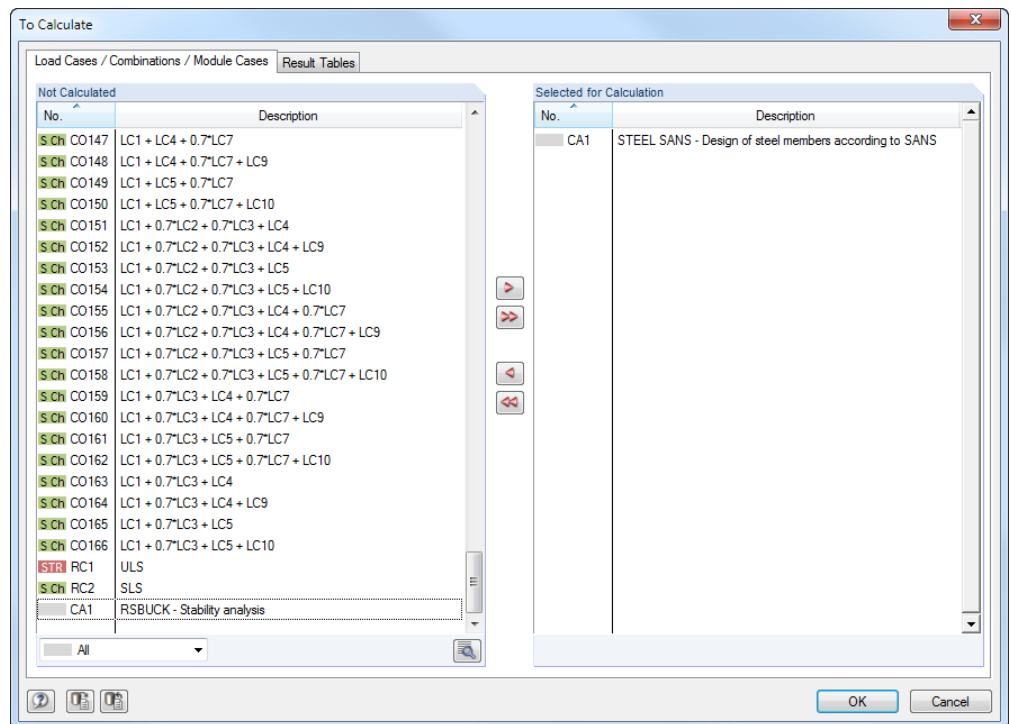 To Calculate
Load Cases / Combinations / Module Cases Result Tables
Not Calculated
No. Description
S Ch CO147 LC1 + LC4 + 0.7*LC7
S Ch CO148 LC1 + LC4 + 0.7*LC7 + LC9
S Ch CO149 LC1 + LC5 + 0.7*LC7
S Ch CO150 LC1 + LC5 + 0.7*LC7 + LC10
S Ch CO151 LC1 + 0.7*LC2 + 0.7*LC3 + LC4
S Ch CO152 LC1 + 0.7*LC2 + 0.7*LC3 + LC4 + LC9
S Ch CO153 LC1 + 0.7*LC2 + 0.7*LC3 + LC5
S Ch CO154 LC1 + 0.7*LC2 + 0.7*LC3 + LC5 + LC10
S Ch CO155 LC1 + 0.7*LC2 + 0.7*LC3 + LC4 + 0.7*LC7
S Ch CO156 LC1 + 0.7*LC2 + 0.7*LC3 + LC4 + 0.7*LC7 + LC9
S Ch CO157 LC1 + 0.7*LC2 + 0.7*LC3 + LC5 + 0.7*LC7
S Ch CO158 LC1 + 0.7*LC2 + 0.7*LC3 + LC5 + 0.7*LC7 + LC10
S Ch CO159 LC1 + 0.7*LC3 + LC4 + 0.7*LC7
S Ch CO160 LC1 + 0.7*LC3 + LC4 + 0.7*LC7 + LC9
S Ch CO161 LC1 + 0.7*LC3 + LC5 + 0.7*LC7
S Ch CO162 LC1 + 0.7*LC3 + LC5 + 0.7*LC7 + LC10
S Ch CO163 LC1 + 0.7*LC3 + LC4
S Ch CO164 LC1 + 0.7*LC3 + LC4 + LC9
S Ch CO165 LC1 + 0.7*LC3 + LC5
S Ch CO166 LC1 + 0.7*LC3 + LC5 + LC10
STR RC1 ULS
S Ch RC2 SLS
CA1 RSBUCK - Stability analysis
All
Selected for Calculation
No. Description
CA1 STEEL SANS - Design of steel members according to SANS
OK Cancel